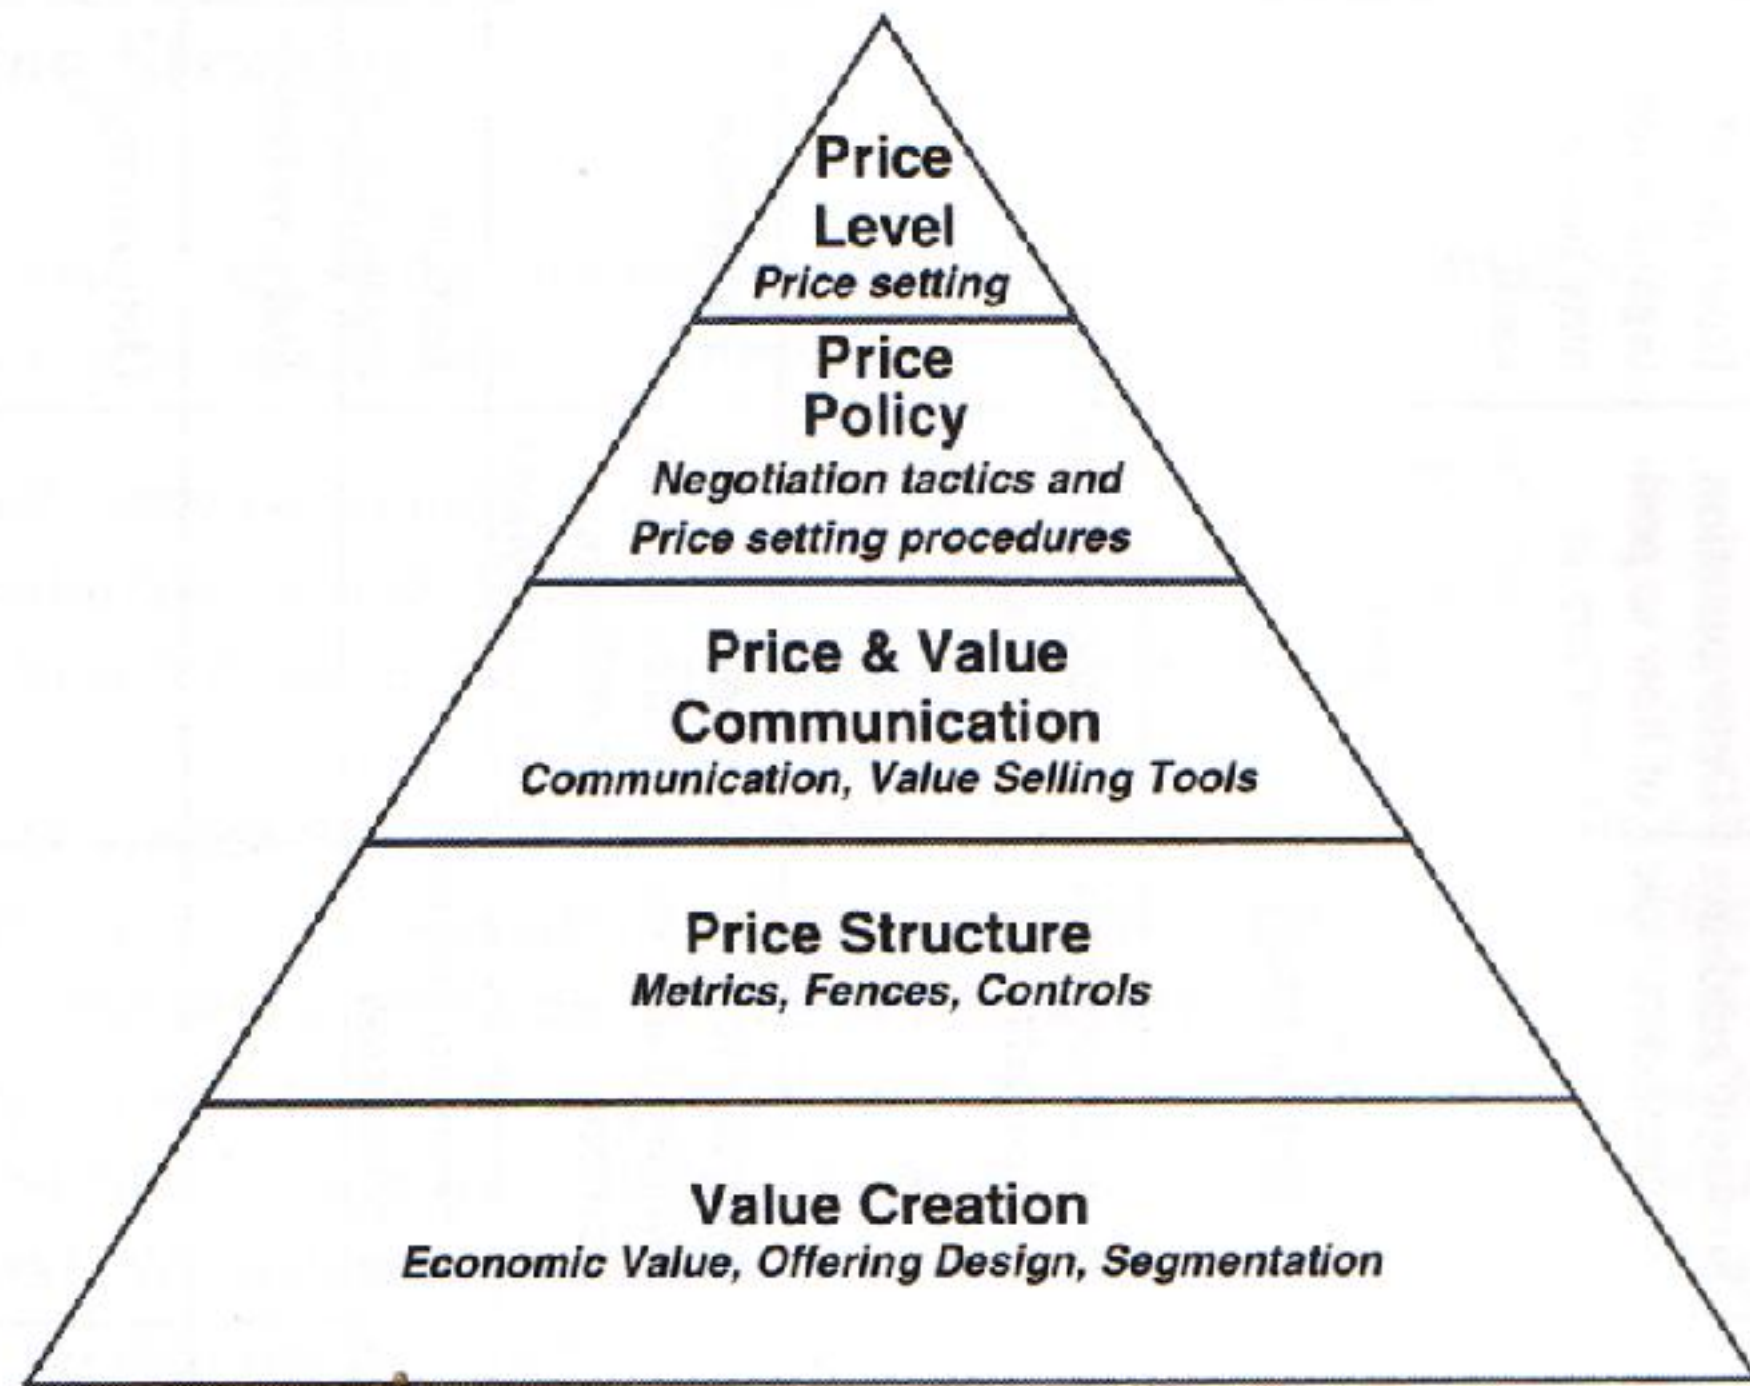 Price
Level
Price setting
Price
Policy
Negotiation tactics and
Price setting procedures
Price & Value
Communication
Communication, Value Selling Tools
Price Structure
Metrics, Fences, Controls
Value Creation
Economic Value, Offering Design, Segmentation